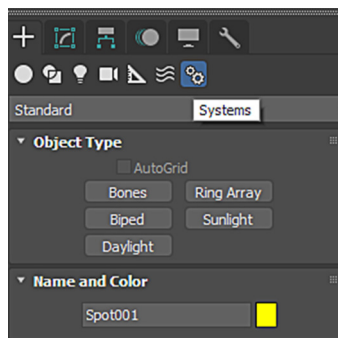 Standard
Systems
Object Type
AutoGrid
Bones Ring Array
Biped Sunlight
Daylight
Name and Color
Spot001